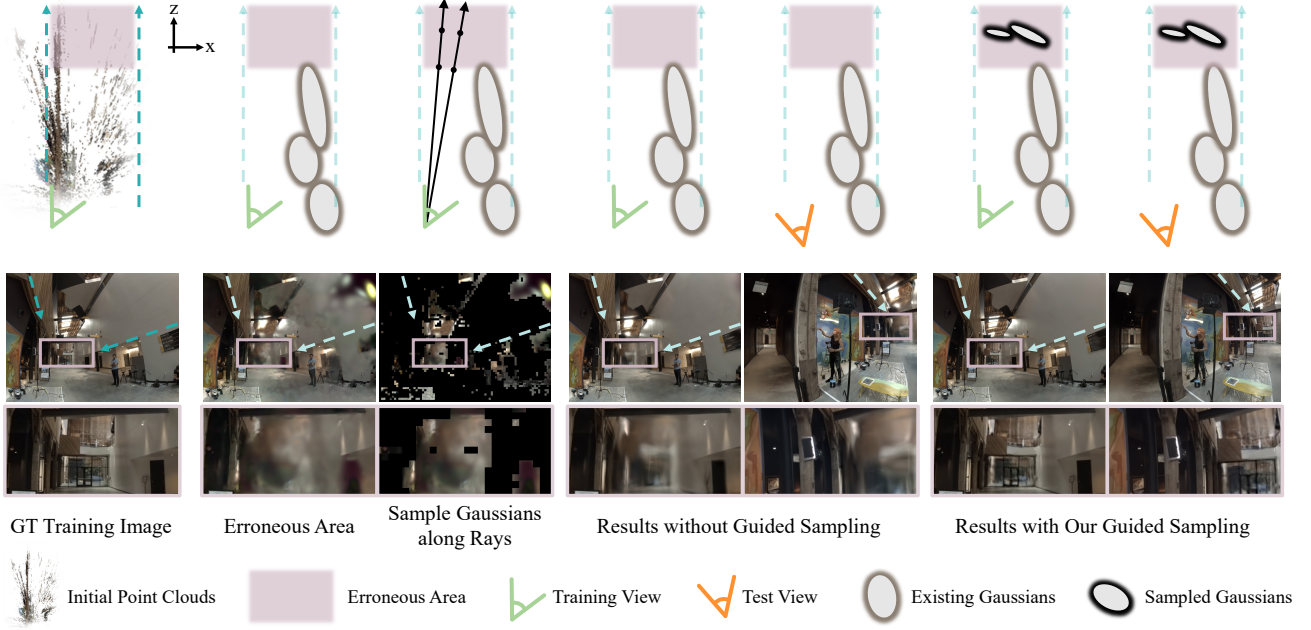 z
x
GT Training Image
Erroneous Area
Sample Gaussians
along Rays
Results without Guided Sampling
Results with Our Guided Sampling
Initial Point Clouds
Erroneous Area
Training View
Test View
Existing Gaussians
Sampled Gaussians